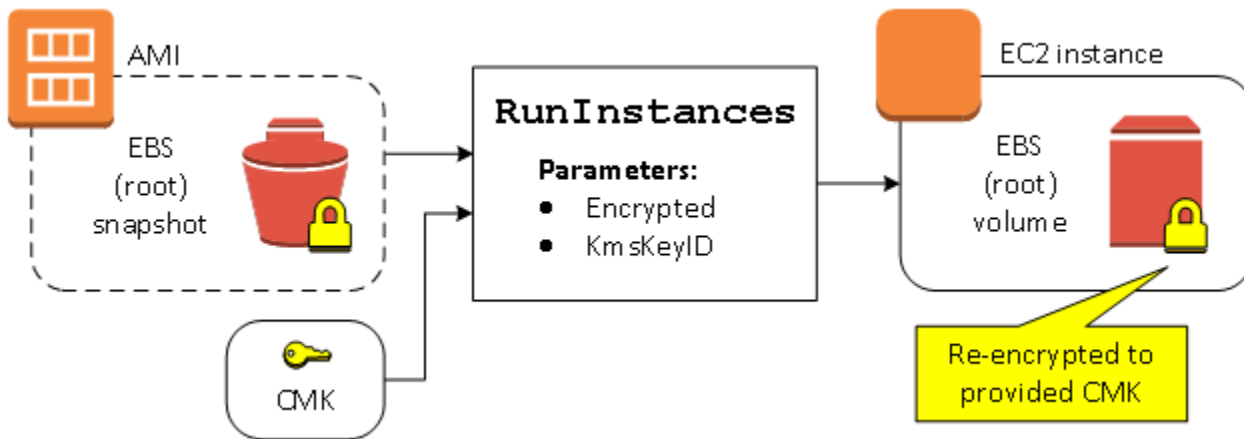 AMI
EBS
(root)
snapshot
CMK
RunInstances
Parameters:
● Encrypted
● KmsKeyID
EC2 instance
EBS
(root)
volume
Re-encrypted to
provided CMK